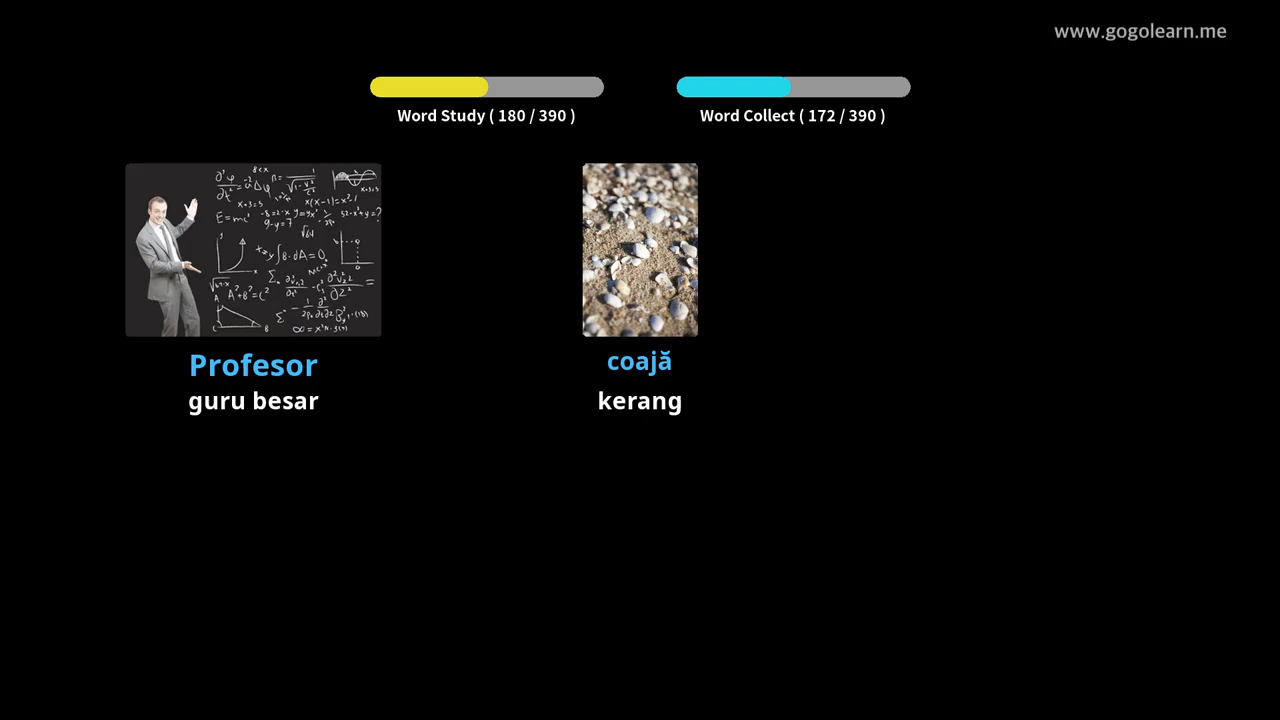 www.gogolearn.me
Word Study ( 180 / 390 )
Word Collect ( 172 / 390 )
Profesor
guru besar
coajă
kerang